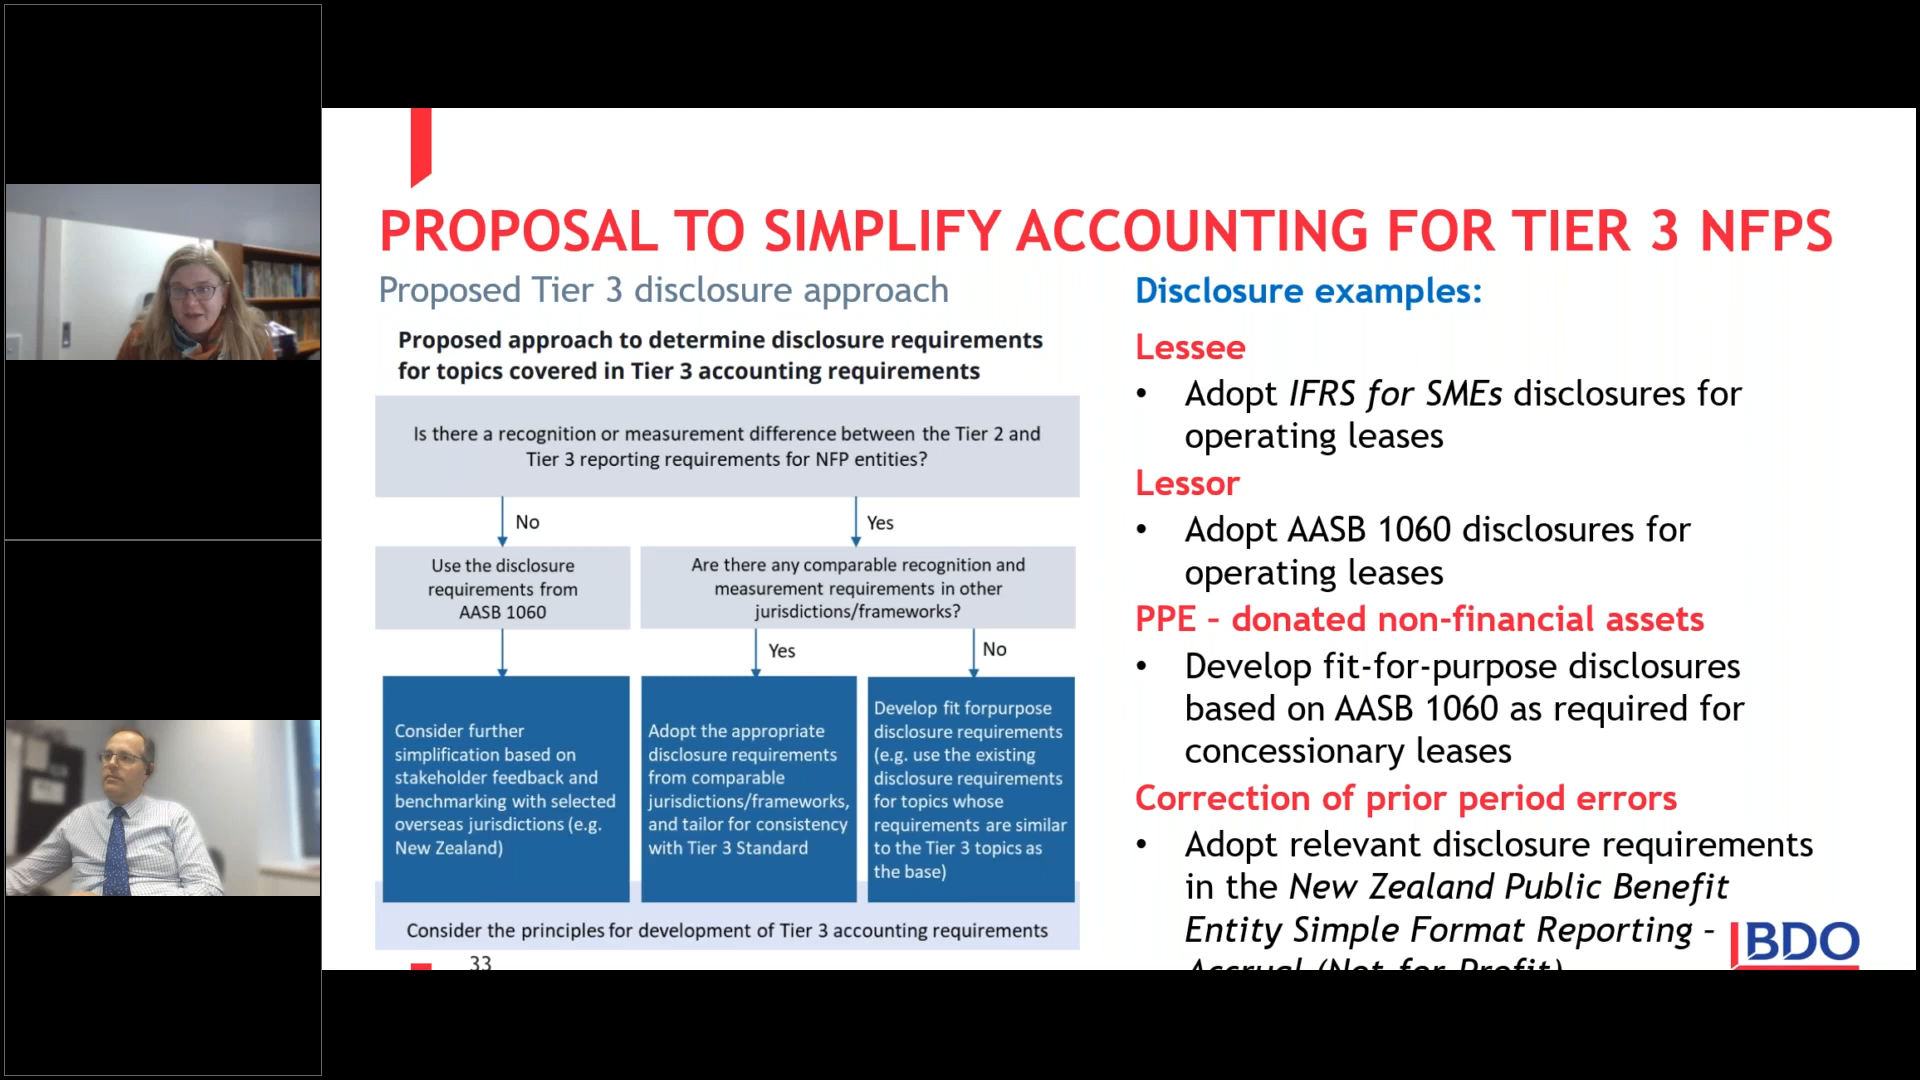 PROPOSAL TO SIMPLIFY ACCOUNTING FOR TIER 3 NFPS
Proposed Tier 3 disclosure approach
Proposed approach to determine disclosure requirements
for topics covered in Tier 3 accounting requirements
Is there a recognition or measurement difference between the Tier 2 and
Tier 3 reporting requirements for NFP entities?
No
Yes
Use the disclosure
requirements from
AASB 1060
Are there any comparable recognition and
measurement requirements in other
jurisdictions/frameworks?
Yes
No
Consider further
simplification based on
stakeholder feedback and
benchmarking with selected
overseas jurisdictions (e.g.
New Zealand)
Adopt the appropriate
disclosure requirements
from comparable
jurisdictions/frameworks,
and tailor for consistency
with Tier 3 Standard
Develop fit forpurpose
disclosure requirements
(e.g. use the existing
disclosure requirements
for topics whose
requirements are similar
to the Tier 3 topics as
the base)
Consider the principles for development of Tier 3 accounting requirements
33
Disclosure examples:
Lessee
• Adopt IFRS for SMEs disclosures for
operating leases
Lessor
• Adopt AASB 1060 disclosures for
operating leases
PPE – donated non-financial assets
• Develop fit-for-purpose disclosures
based on AASB 1060 as required for
concessionary leases
Correction of prior period errors
• Adopt relevant disclosure requirements
in the New Zealand Public Benefit
Entity Simple Format Reporting –
Accrual (Not-for-Profit)
BDO